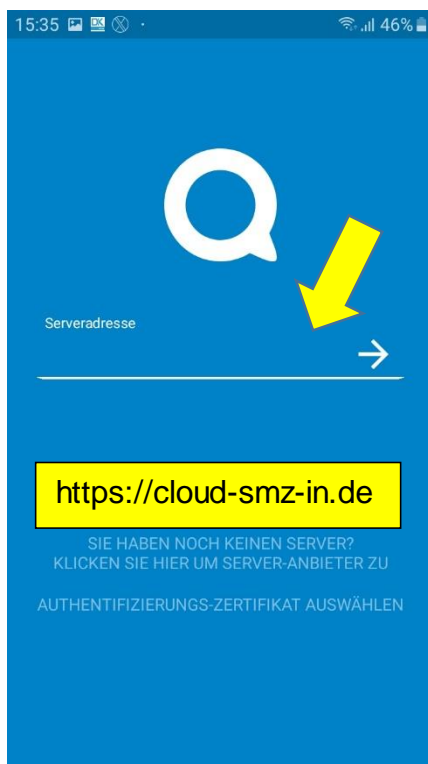 15:35 46%
Serveradresse
https://cloud-smz-in.de
SIE HABEN NOCH KEINEN SERVER?
KLICKEN SIE HIER UM SERVER-ANBIETER ZU
AUTHENTIFIZIERUNGS-ZERTIFIKAT AUSWÄHLEN